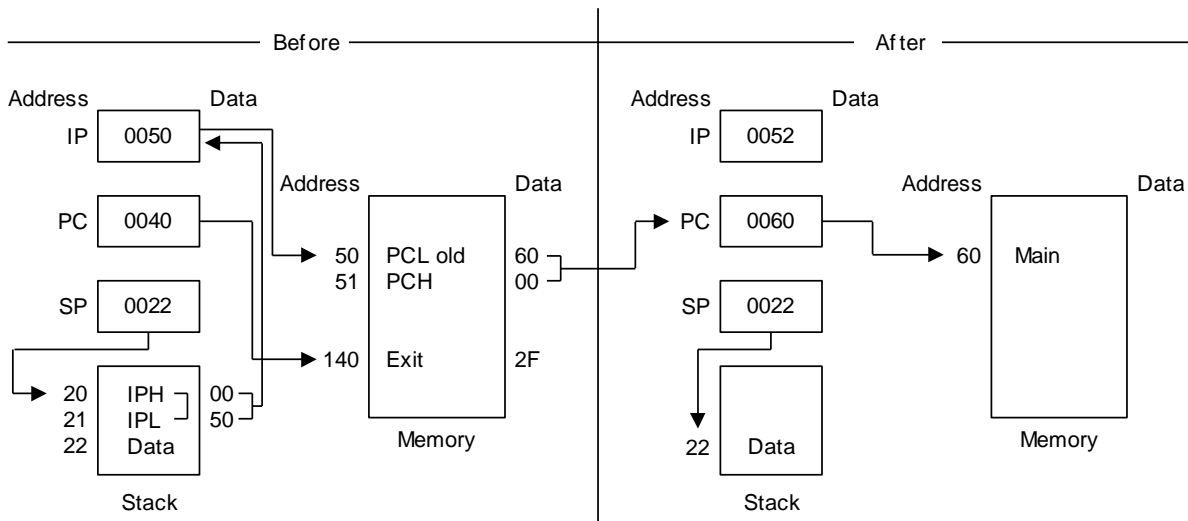 Before
After
Address Data
IP 0050
PC 0040
SP 0022
20 IPH 00
21 IPL 50
22 Data
Stack
Address Data
50 PCL old 60
51 PCH 00
140 Exit 2F
Memory
Address Data
IP 0052
PC 0060
SP 0022
22 Data
Stack
Address Data
60 Main
Memory